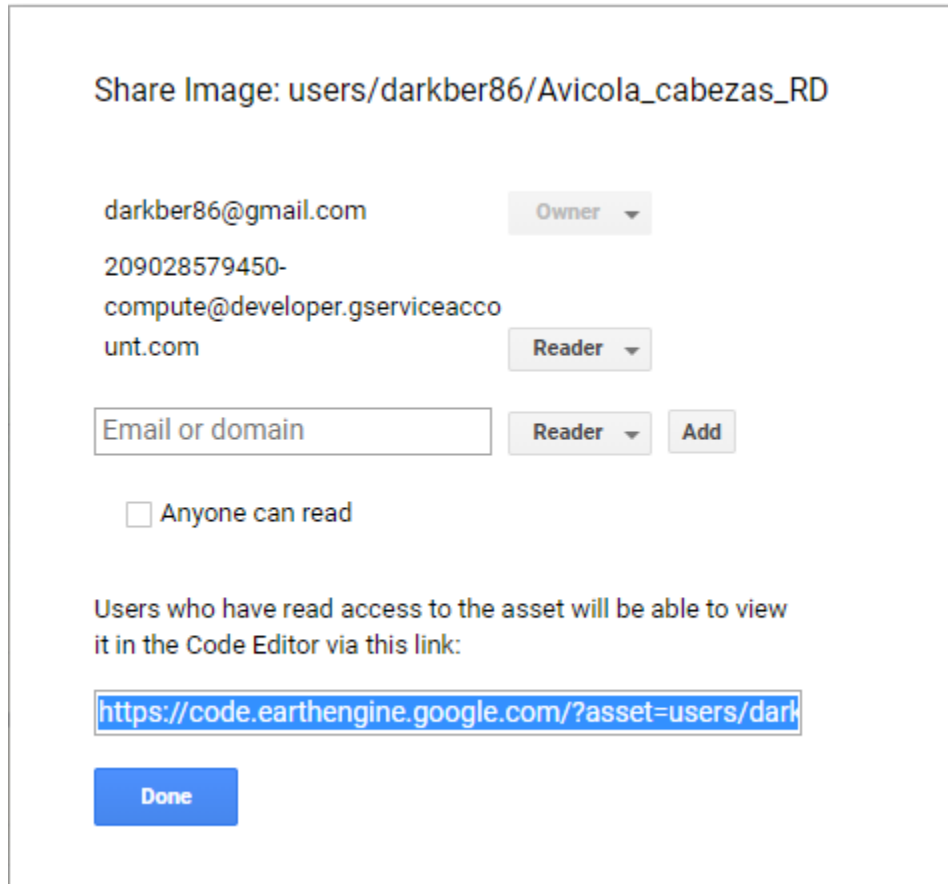 Share Image: users/darkber86/Avicola_cabezas_RD
darkber86@gmail.com Owner
209028579450-
compute@developer.gserviceacco
unt.com Reader
Email or domain Reader Add
Anyone can read
Users who have read access to the asset will be able to view
it in the Code Editor via this link:
https://code.earthengine.google.com/?asset=users/dark
Done